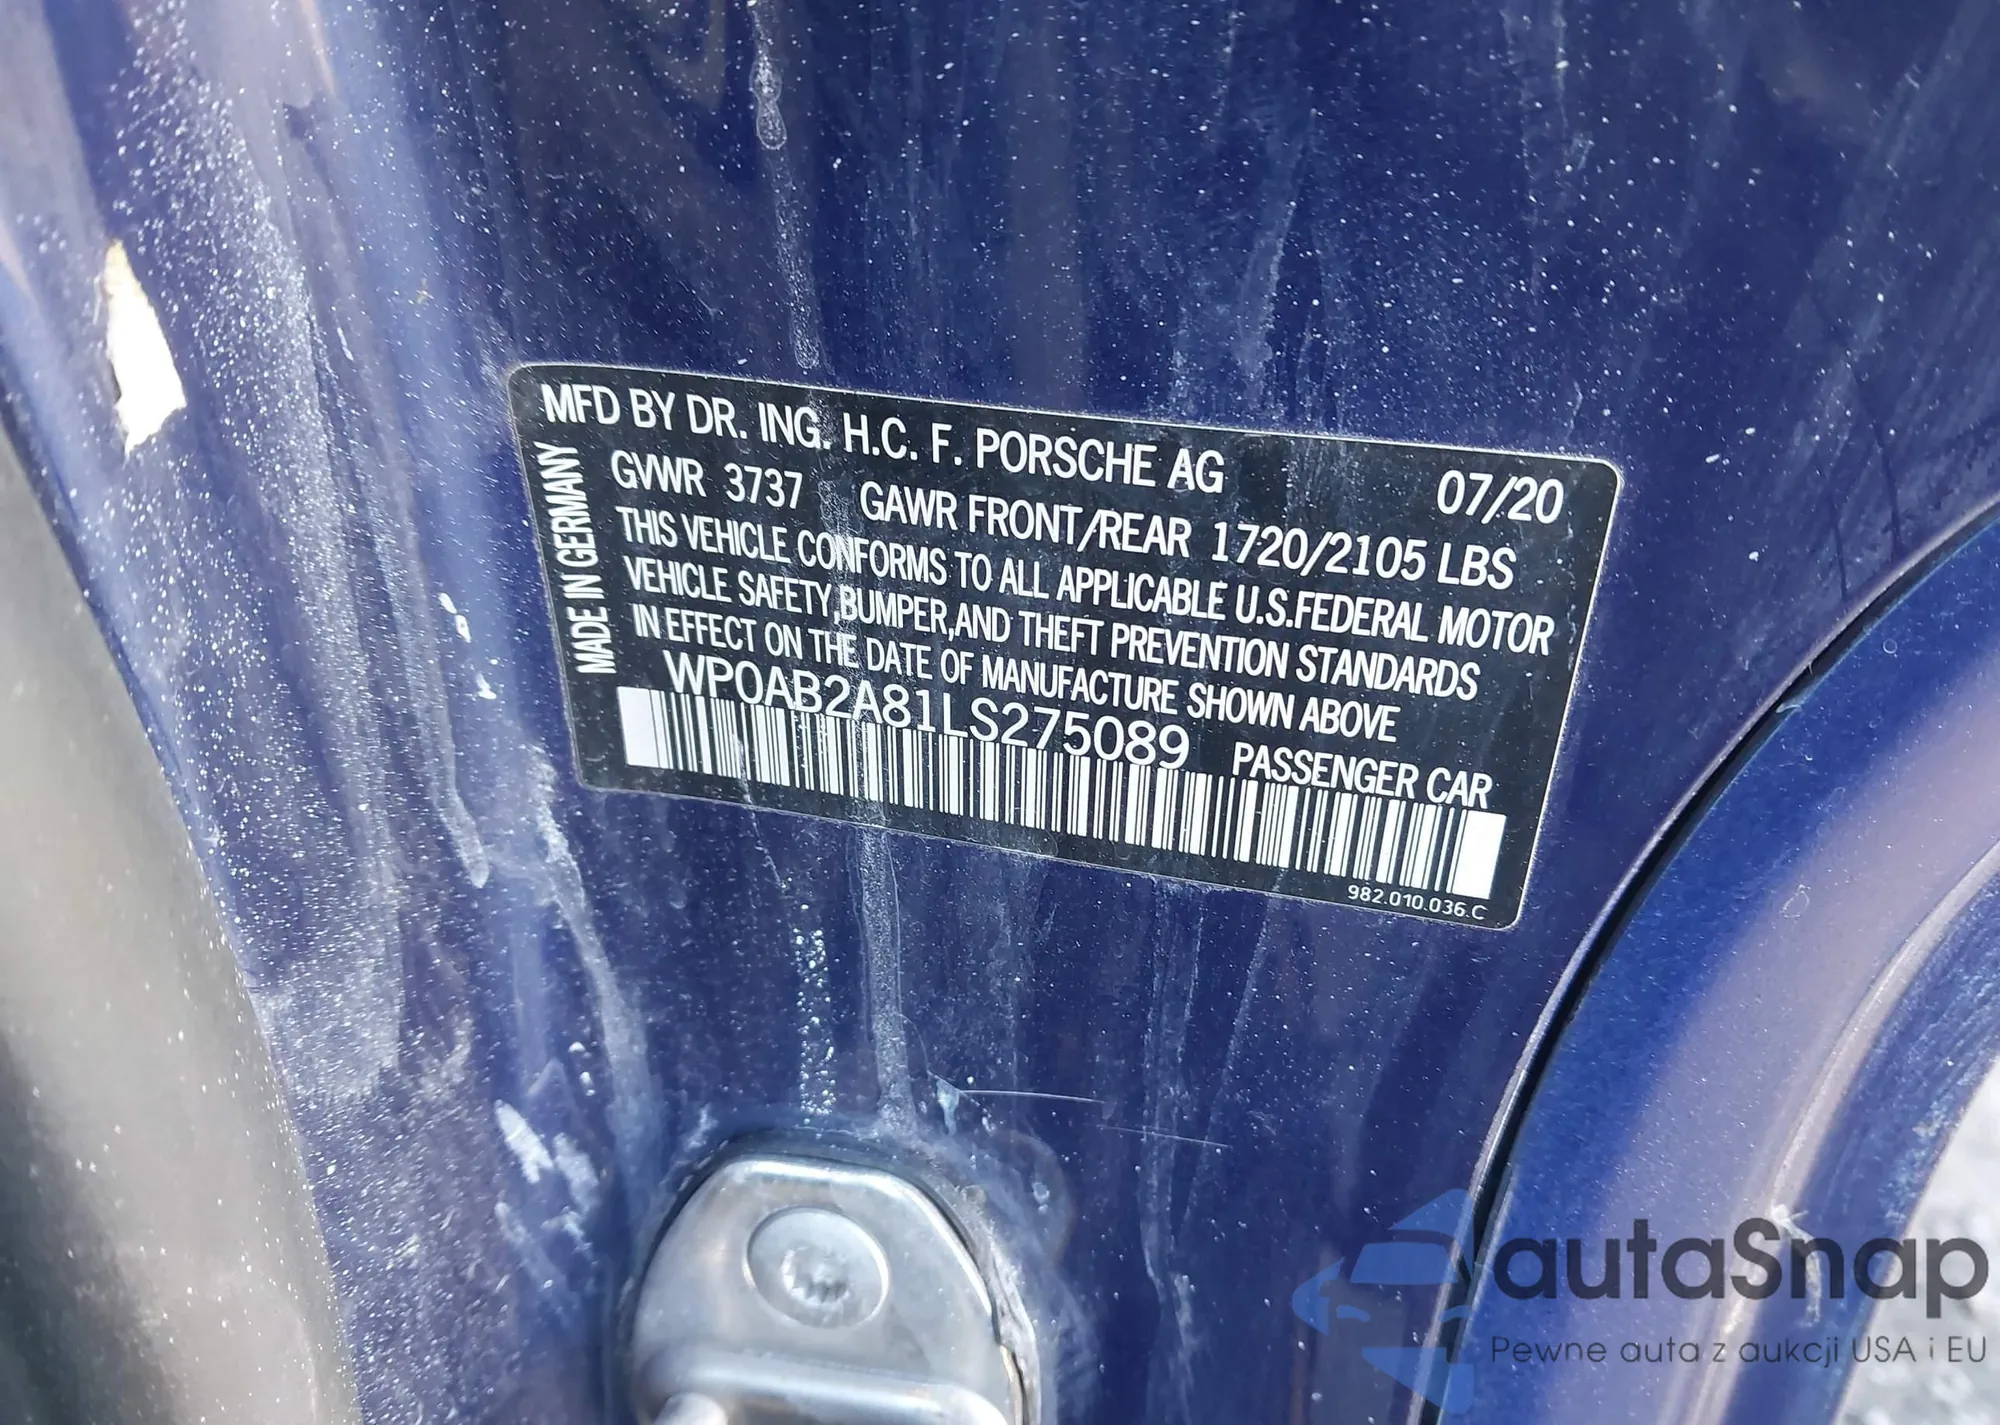 MFD BY DR. ING. H.C. F. PORSCHE AG 07/20
GVWR 3737 GAWR FRONT/REAR 1720/2105 LBS
THIS VEHICLE CONFORMS TO ALL APPLICABLE U.S.FEDERAL MOTOR
VEHICLE SAFETY,BUMPER,AND THEFT PREVENTION STANDARDS
IN EFFECT ON THE DATE OF MANUFACTURE SHOWN ABOVE
WP0AB2A81LS275089 PASSENGER CAR
982.010.036.C
MADE IN GERMANY
autaSnap
Pewne auta z aukcji USA i EU